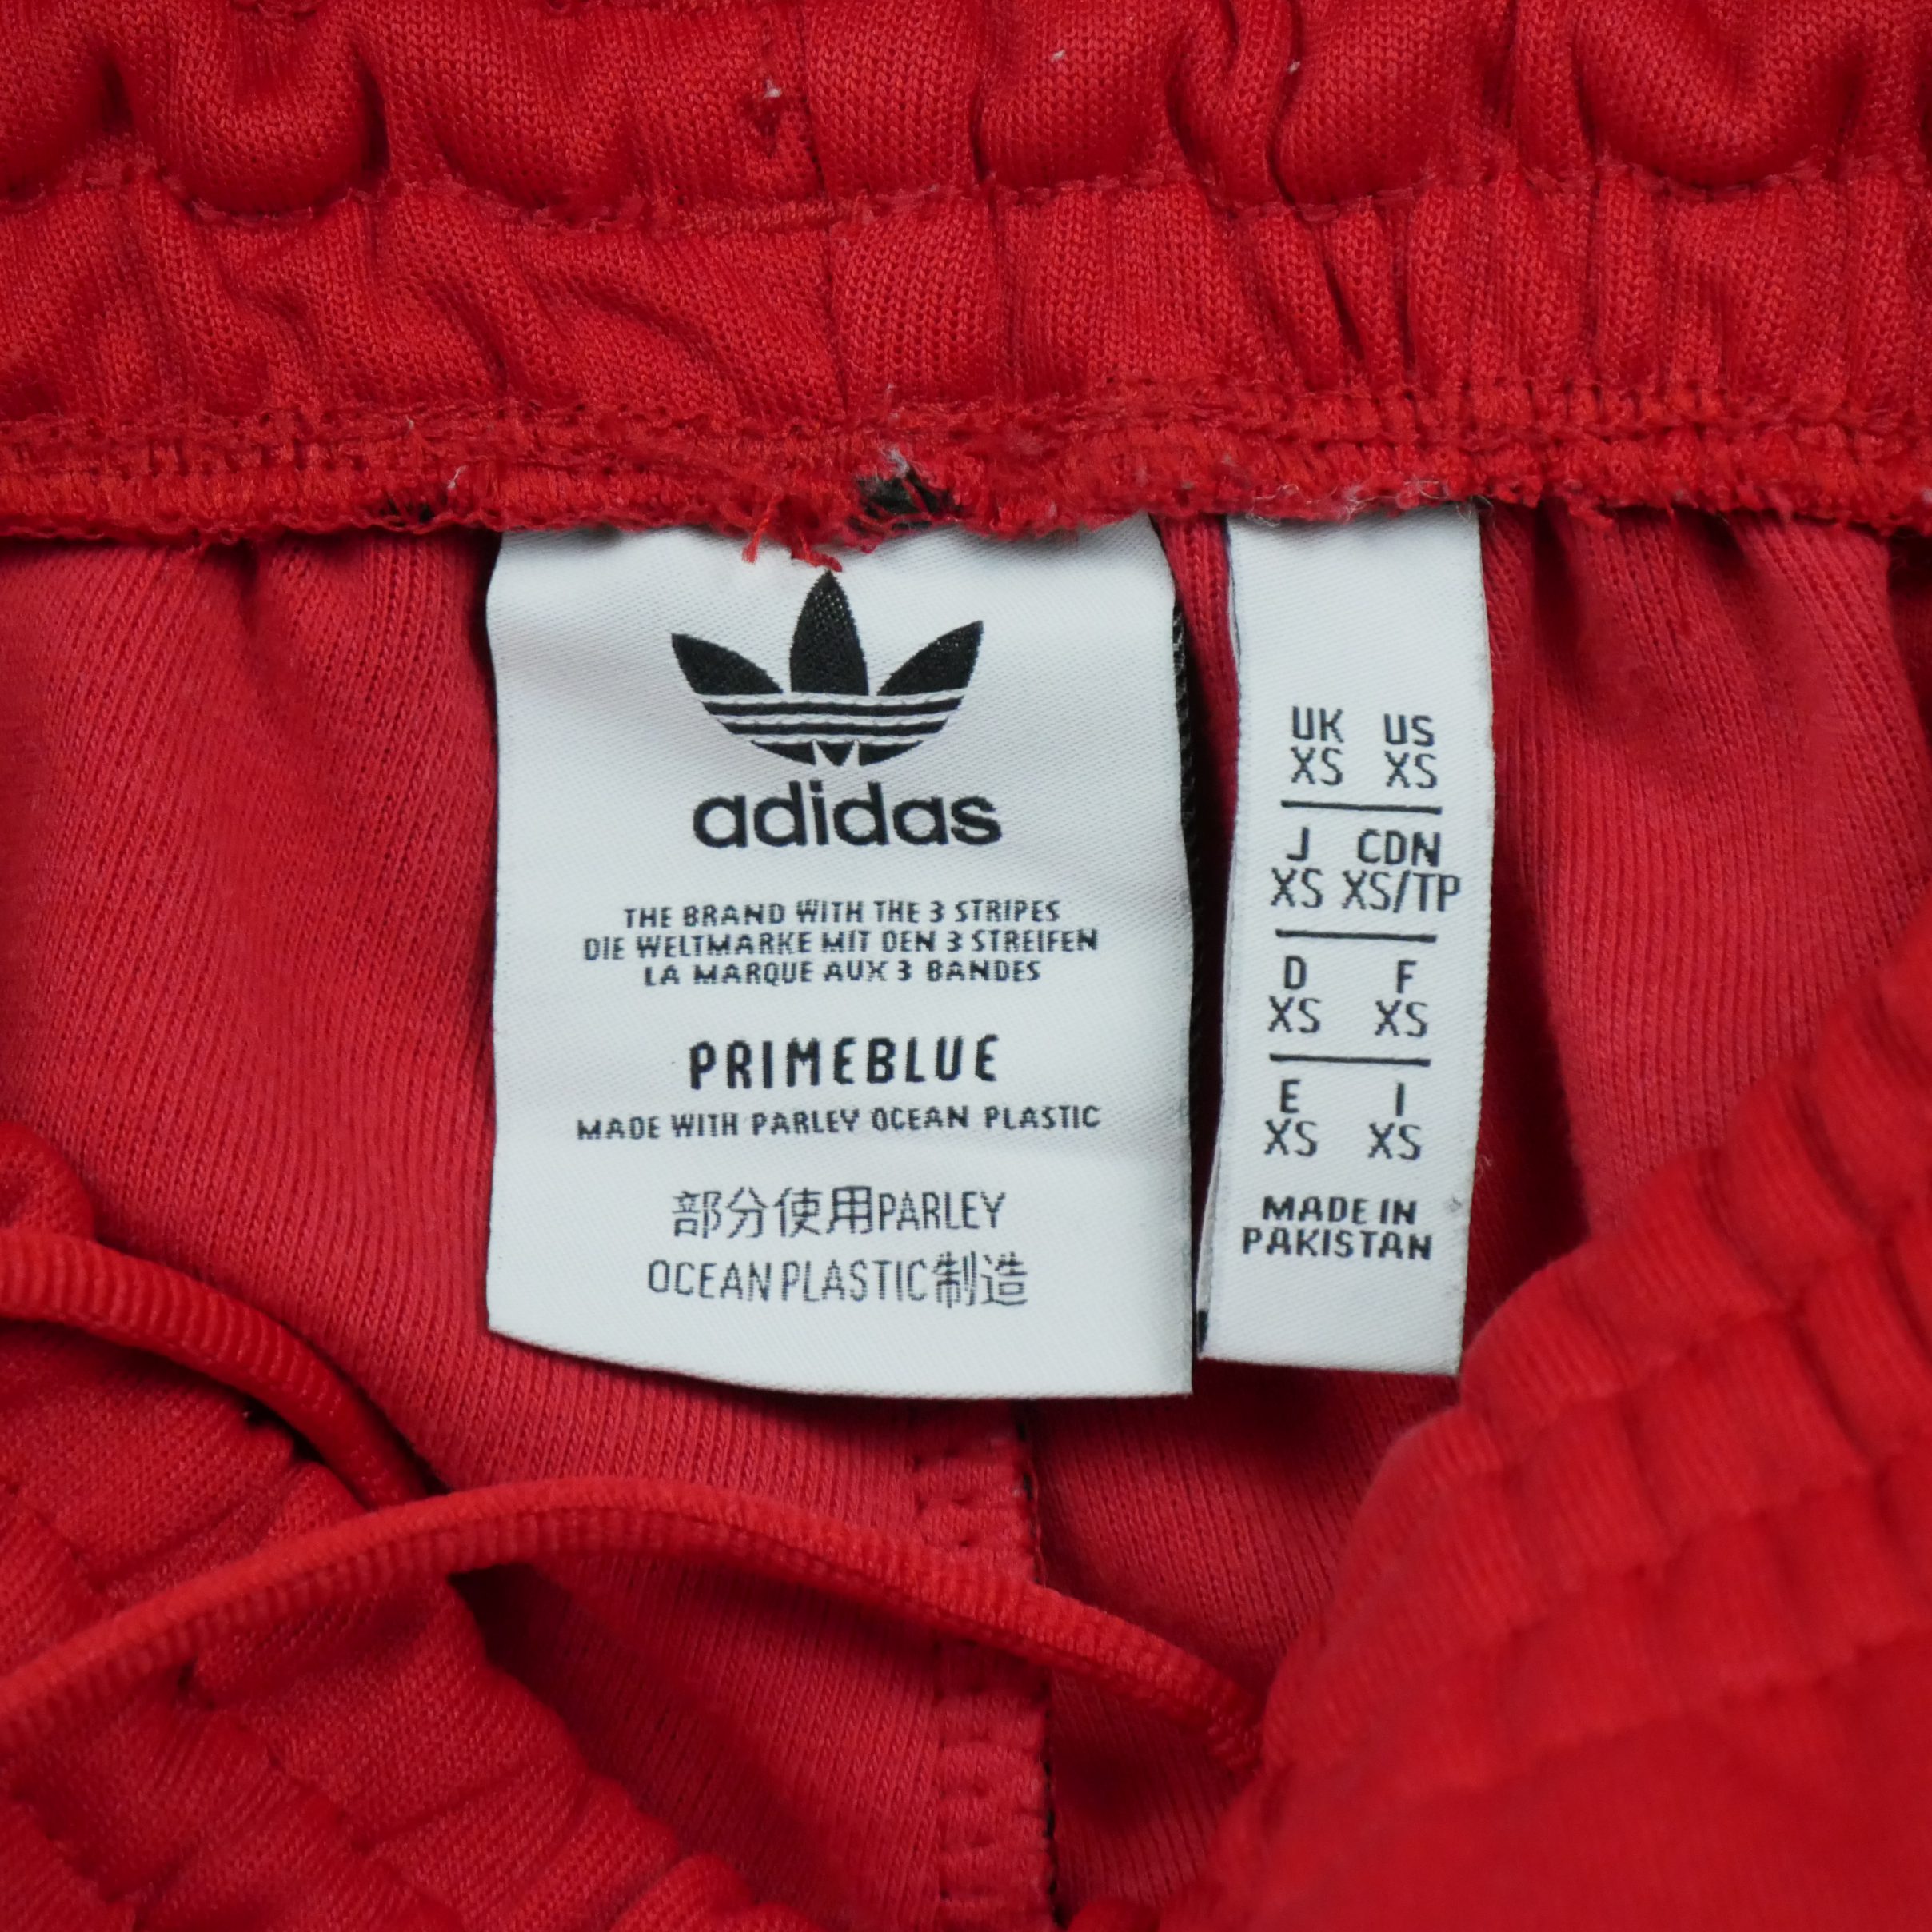 adidas
THE BRAND WITH THE 3 STRIPES
DIE WELTMARKE MIT DEN 3 STREIFEN
LA MARQUE AUX 3 BANDES
PRIMEBLUE
MADE WITH PARLEY OCEAN PLASTIC
部分使用PARLEY
OCEAN PLASTIC制造
UK US
XS XS
J CDN
XS XS/TP
D F
XS XS
E I
XS XS
MADE IN
PAKISTAN